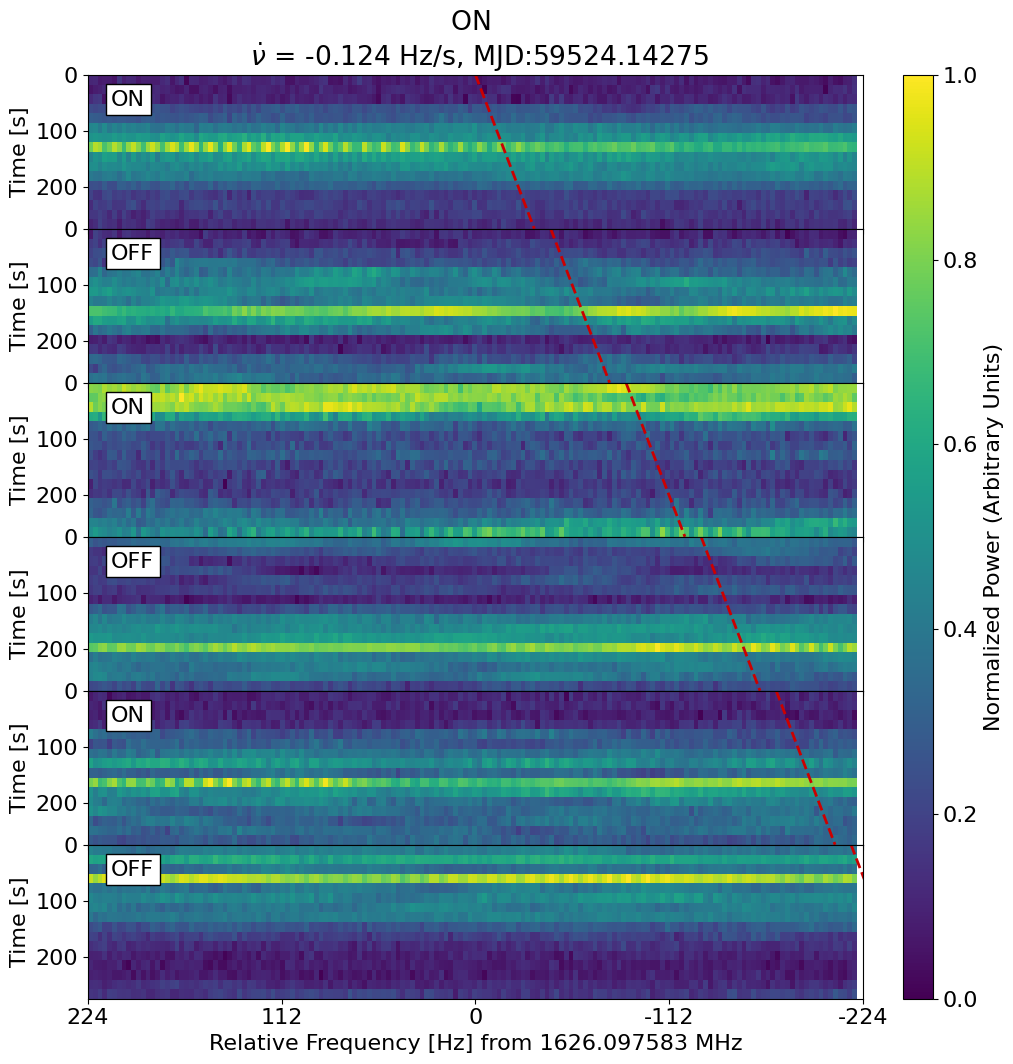 ON
ν̇ = -0.124 Hz/s, MJD:59524.14275
0
ON
100
Time [s]
200
0
OFF
100
Time [s]
200
0
ON
100
Time [s]
200
0
OFF
100
Time [s]
200
0
ON
100
Time [s]
200
0
OFF
100
Time [s]
200
224 112 0 -112 -224
Relative Frequency [Hz] from 1626.097583 MHz
1.0
0.8
0.6
0.4
0.2
0.0
Normalized Power (Arbitrary Units)